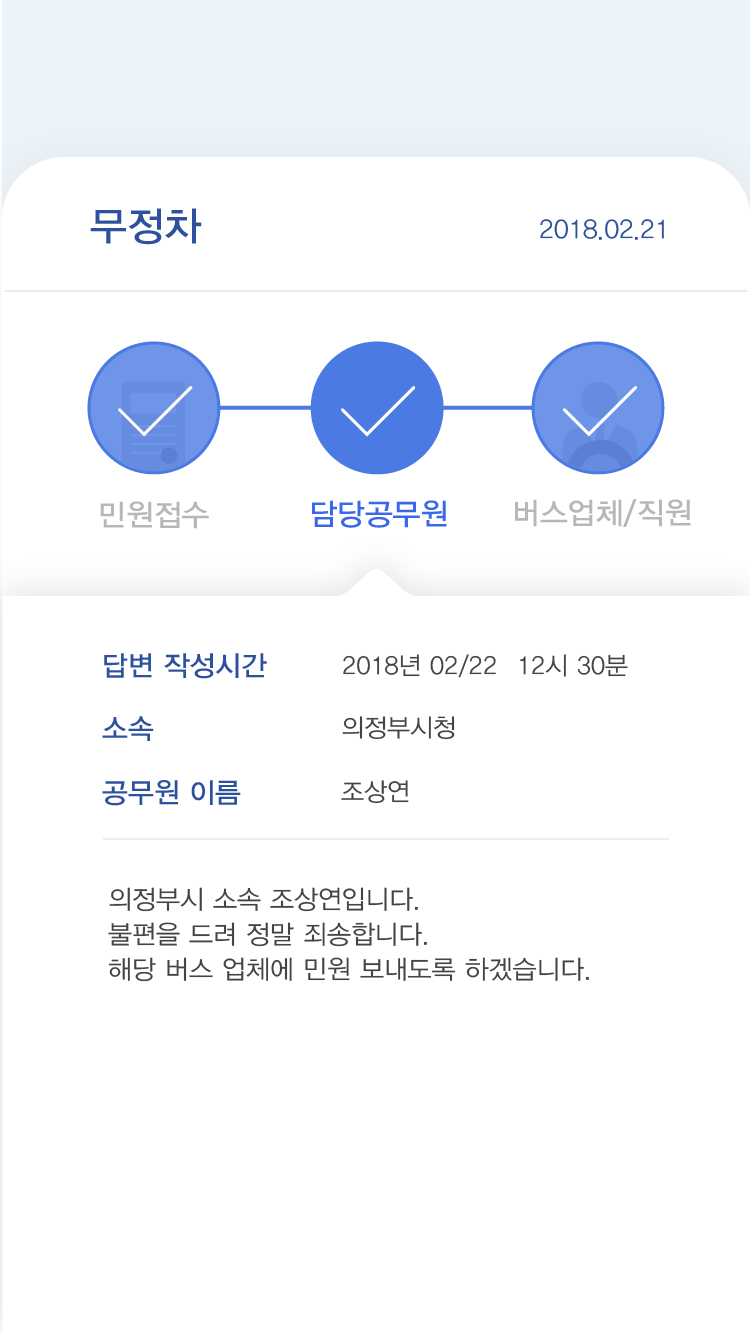 무정차
2018.02.21
민원접수
담당공무원
버스업체/직원
답변 작성시간 2018년 02/22 12시 30분
소속 의정부시청
공무원 이름 조상연
의정부시 소속 조상연입니다.
불편을 드려 정말 죄송합니다.
해당 버스 업체에 민원 보내도록 하겠습니다.